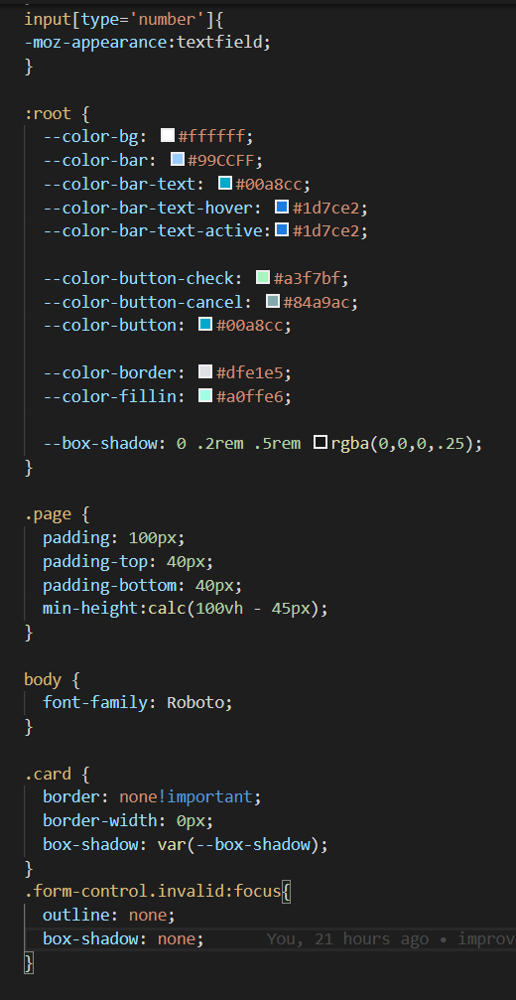 input[type='number']{
-moz-appearance:textfield;
}
:root {
--color-bg: #ffffff;
--color-bar: #99CCFF;
--color-bar-text: #00a8cc;
--color-bar-text-hover: #1d7ce2;
--color-bar-text-active:#1d7ce2;
--color-button-check: #a3f7bf;
--color-button-cancel: #84a9ac;
--color-button: #00a8cc;
--color-border: #dfe1e5;
--color-fillin: #a0ffe6;
--box-shadow: 0 .2rem .5rem rgba(0,0,0,.25);
}
.page {
padding: 100px;
padding-top: 40px;
padding-bottom: 40px;
min-height:calc(100vh - 45px);
}
body {
font-family: Roboto;
}
.card {
border: none!important;
border-width: 0px;
box-shadow: var(--box-shadow);
}
.form-control.invalid:focus{
outline: none;
box-shadow: none; You, 21 hours ago • improv
}